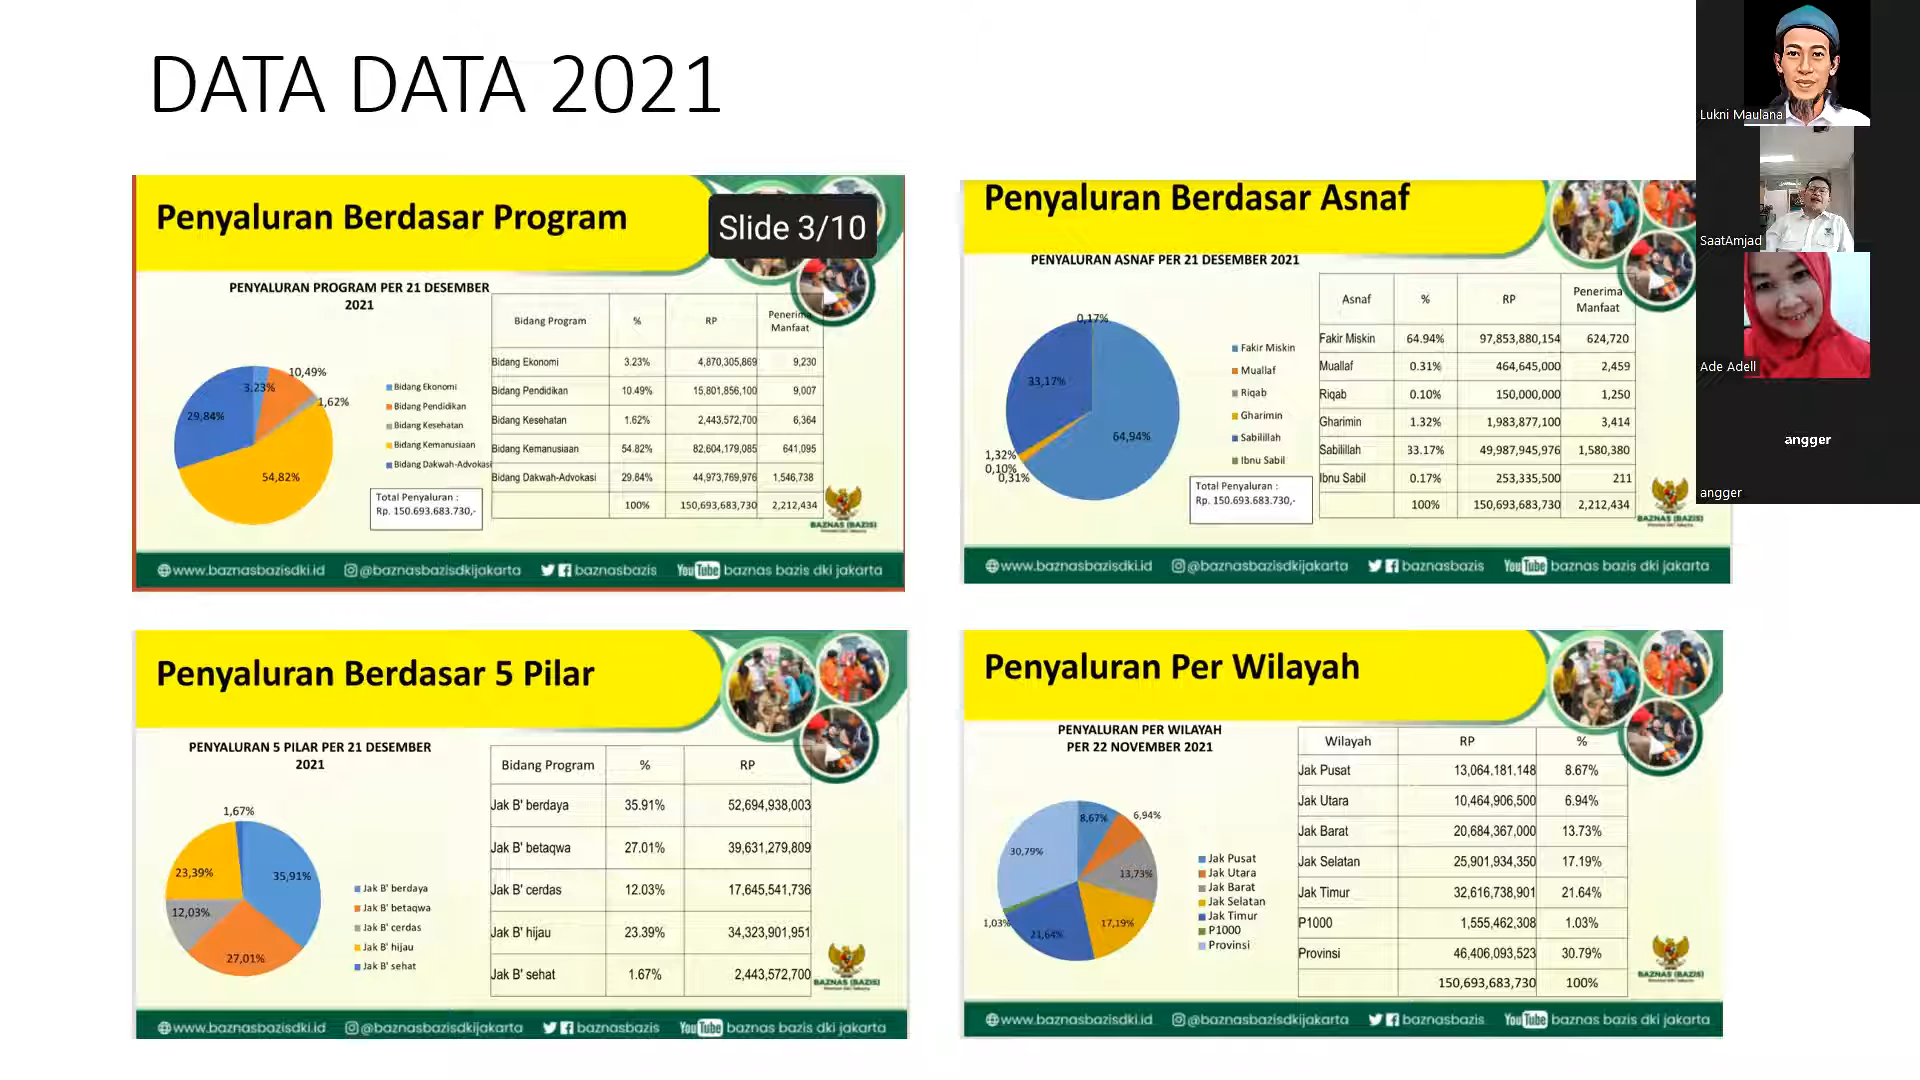 DATA DATA 2021
Penyaluran Berdasar Program
Slide 3/10
PENYALURAN PROGRAM PER 21 DESEMBER
2021
3.23%
10,49%
1,62%
54,82%
29,84%
Bidang Ekonomi
Bidang Pendidikan
Bidang Kesehatan
Bidang Kemanusiaan
Bidang Dakwah-Advokasi
Total Penyaluran :
Rp. 150.693.683.730,-
Bidang Program % RP Penerima Manfaat
Bidang Ekonomi 3.23% 4,870,305,869 9,230
Bidang Pendidikan 10.49% 15,801,856,100 9,007
Bidang Kesehatan 1.62% 2,443,572,700 6,364
Bidang Kemanusiaan 54.82% 82,604,179,085 641,095
Bidang Dakwah-Advokasi 29.84% 44,973,769,976 1,546,738
100% 150,693,683,730 2,212,434
BAZNAS (BAZIS)
www.baznasbazisdki.id @baznasbazisdkijakarta baznasbazis YouTube baznas bazis dki jakarta
Penyaluran Berdasar Asnaf
PENYALURAN ASNAF PER 21 DESEMBER 2021
0,17%
33,17%
64,94%
1,32%
0,10%
0,31%
Fakir Miskin
Muallaf
Riqab
Gharimin
Sabilillah
Ibnu Sabil
Total Penyaluran :
Rp. 150.693.683.730,-
Asnaf % RP Penerima Manfaat
Fakir Miskin 64.94% 97,853,880,154 624,720
Muallaf 0.31% 464,645,000 2,459
Riqab 0.10% 150,000,000 1,250
Gharimin 1.32% 1,983,877,100 3,414
Sabilillah 33.17% 49,987,945,976 1,580,380
Ibnu Sabil 0.17% 253,335,500 211
100% 150,693,683,730 2,212,434
BAZNAS (BAZIS)
www.baznasbazisdki.id @baznasbazisdkijakarta baznasbazis YouTube baznas bazis dki jakarta
Penyaluran Berdasar 5 Pilar
PENYALURAN 5 PILAR PER 21 DESEMBER
2021
1,67%
23,39%
35,91%
12,03%
27,01%
Jak B' berdaya
Jak B' betaqwa
Jak B' cerdas
Jak B' hijau
Jak B' sehat
Bidang Program % RP
Jak B' berdaya 35.91% 52,694,938,003
Jak B' betaqwa 27.01% 39,631,279,809
Jak B' cerdas 12.03% 17,645,541,736
Jak B' hijau 23.39% 34,323,901,951
Jak B' sehat 1.67% 2,443,572,700
BAZNAS (BAZIS)
www.baznasbazisdki.id @baznasbazisdkijakarta baznasbazis YouTube baznas bazis dki jakarta
Penyaluran Per Wilayah
PENYALURAN PER WILAYAH
PER 22 NOVEMBER 2021
8,67%
6,94%
30,79%
13,73%
1,03%
21,64%
17,19%
Jak Pusat
Jak Utara
Jak Barat
Jak Selatan
Jak Timur
P1000
Provinsi
Wilayah RP %
Jak Pusat 13,064,181,148 8.67%
Jak Utara 10,464,906,500 6.94%
Jak Barat 20,684,367,000 13.73%
Jak Selatan 25,901,934,350 17.19%
Jak Timur 32,616,738,901 21.64%
P1000 1,555,462,308 1.03%
Provinsi 46,406,093,523 30.79%
150,693,683,730 100%
BAZNAS (BAZIS)
www.baznasbazisdki.id @baznasbazisdkijakarta baznasbazis YouTube baznas bazis dki jakarta
Lukni Maulana
SaatAmjad
Ade Adell
angger
angger